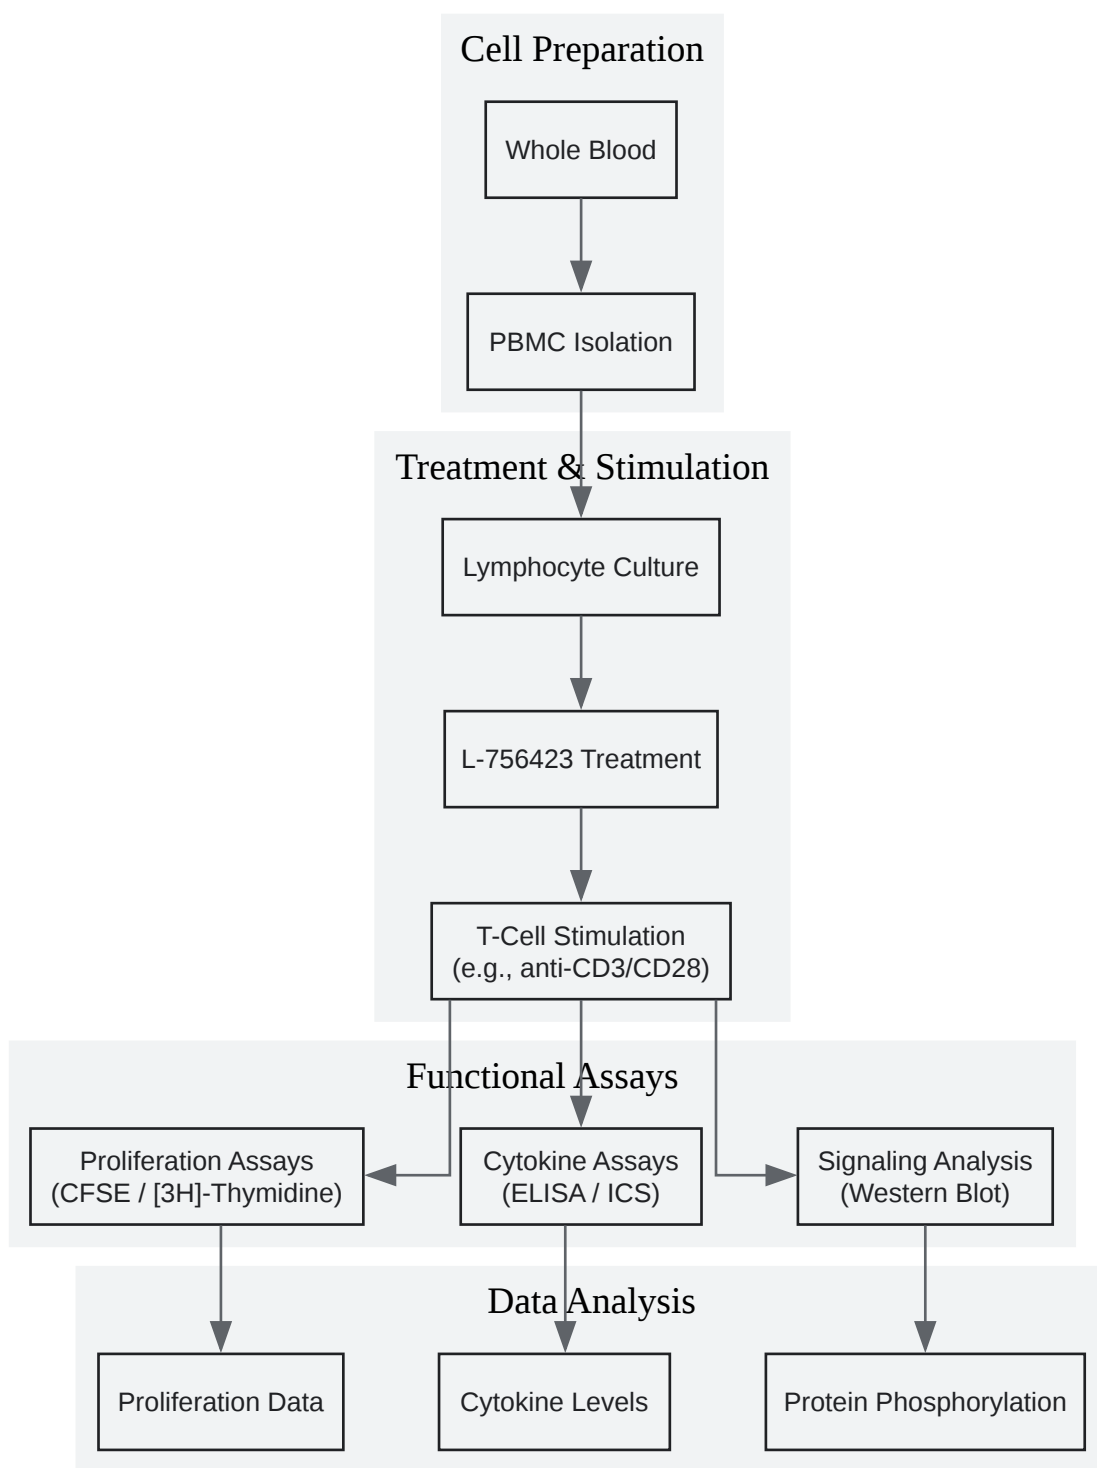 Cell Preparation
Whole Blood
PBMC Isolation
Treatment & Stimulation
Lymphocyte Culture
L-756423 Treatment
T-Cell Stimulation
(e.g., anti-CD3/CD28)
Functional Assays
Proliferation Assays
(CFSE / [3H]-Thymidine)
Cytokine Assays
(ELISA / ICS)
Signaling Analysis
(Western Blot)
Data Analysis
Proliferation Data
Cytokine Levels
Protein Phosphorylation